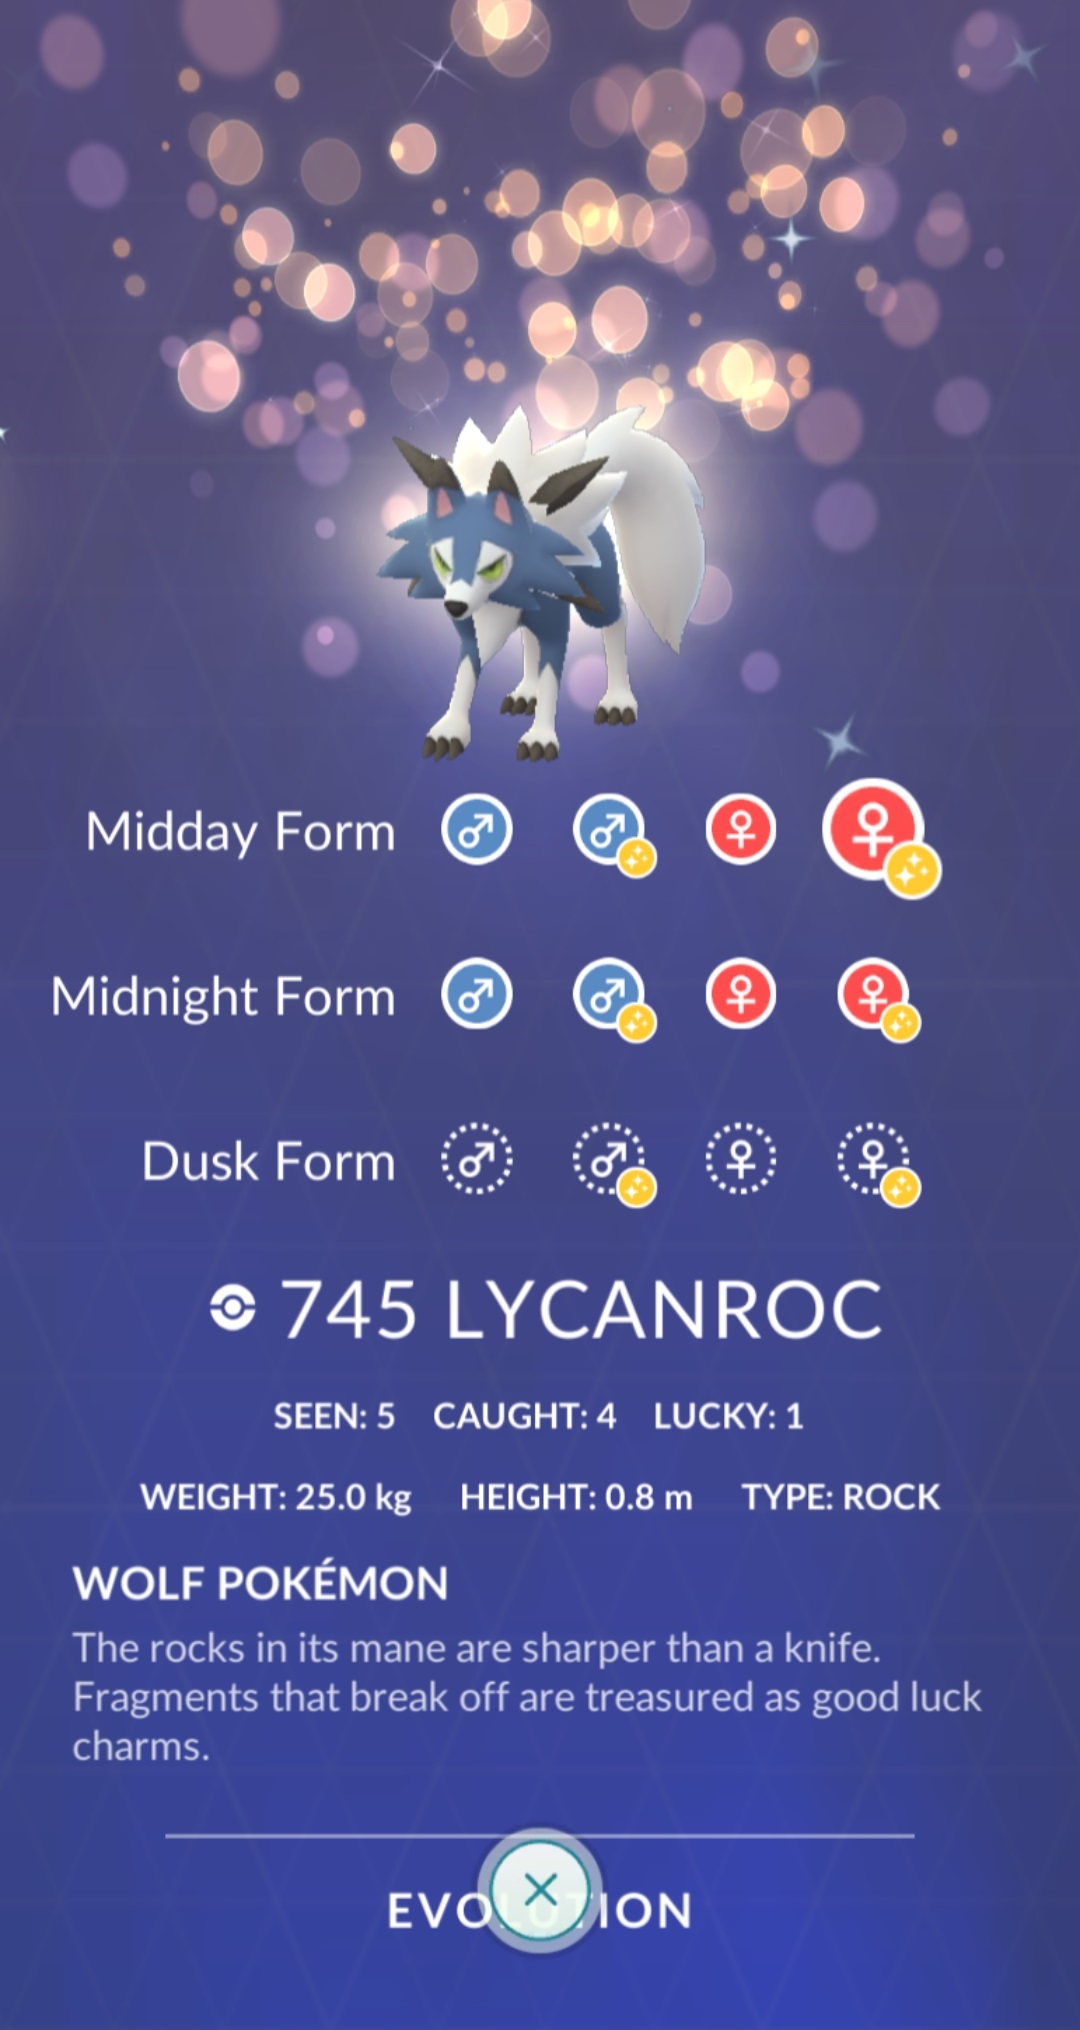 Midday Form
Midnight Form
Dusk Form
745 LYCANROC
SEEN: 5 CAUGHT: 4 LUCKY: 1
WEIGHT: 25.0 kg HEIGHT: 0.8 m TYPE: ROCK
WOLF POKÉMON
The rocks in its mane are sharper than a knife.
Fragments that break off are treasured as good luck
charms.
EVOLUTION